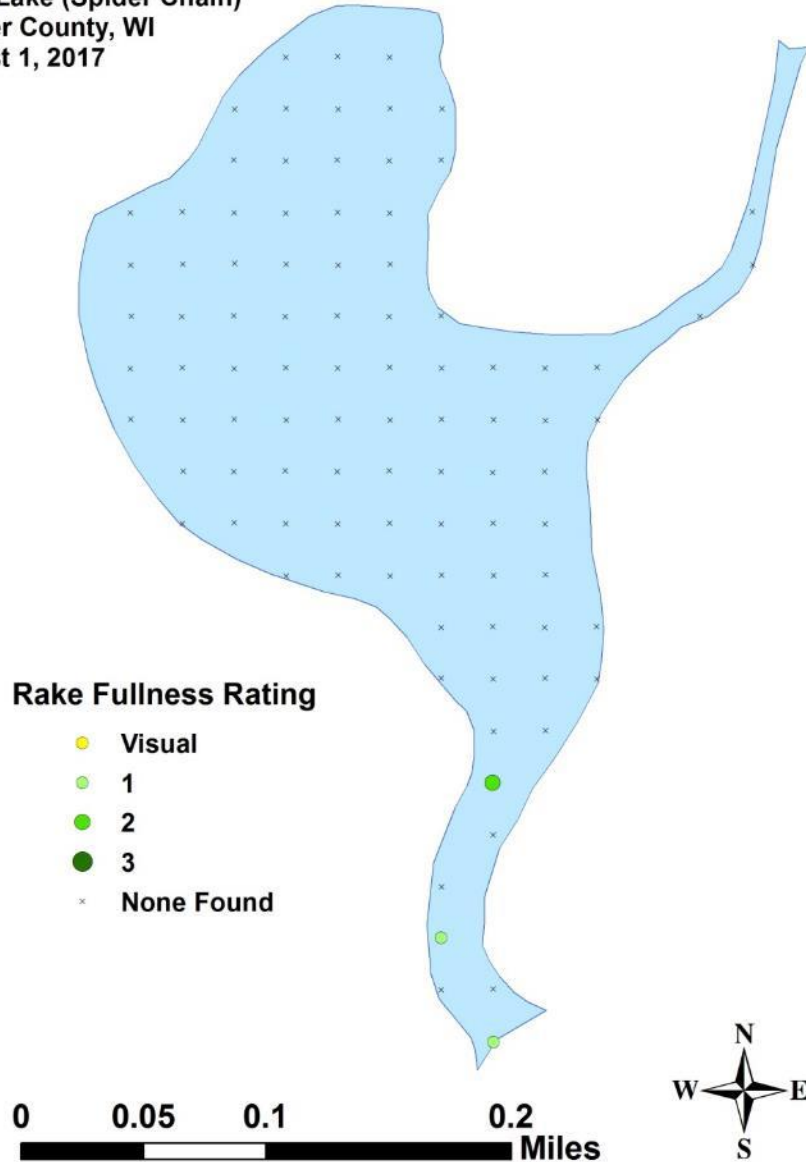 Lake (Spider Chain)
County, WI
1, 2017
Rake Fullness Rating
Visual
1
2
3
None Found
N
W E
S
0 0.05 0.1 0.2
Miles